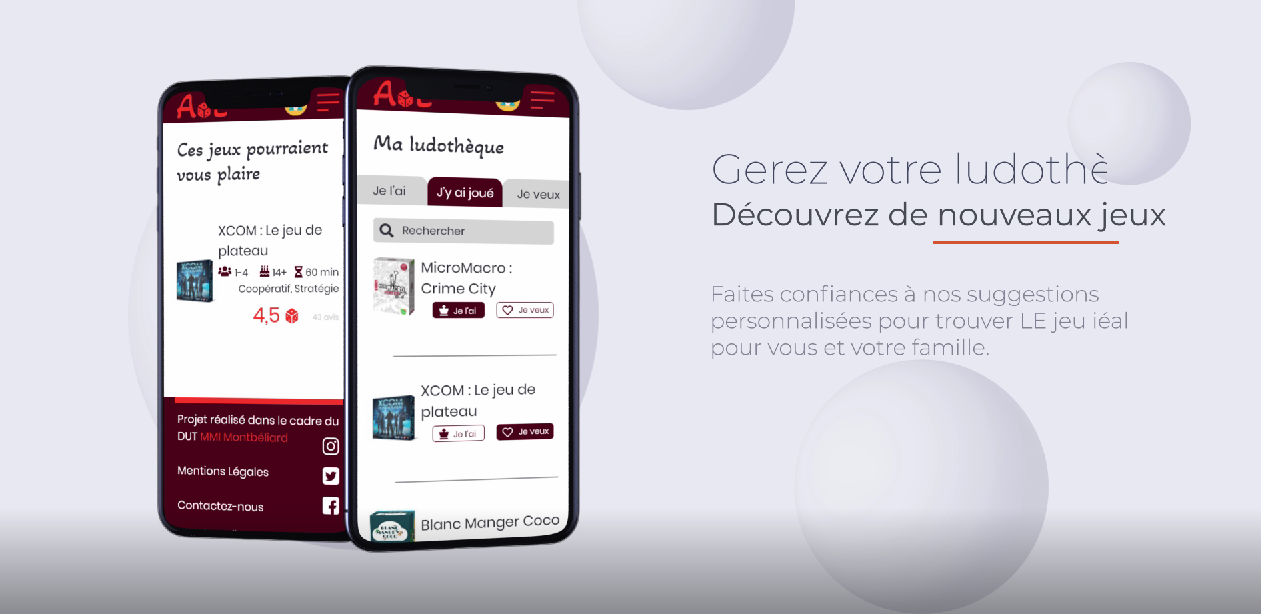 Ces jeux pourraient
vous plaire
XCOM : Le jeu de
plateau
1-4 14+ 60 min
Coopératif, Stratégie
4,5 43 avis
Projet réalisé dans le cadre du
DUT MMI Montbéliard
Mentions Légales
Contactez-nous
Ma ludothèque
Je l'ai J'y ai joué Je veux
Rechercher
MicroMacro :
Crime City
Je l'ai Je veux
XCOM : Le jeu de
plateau
Je l'ai Je veux
Blanc Manger Coco
Gerez votre ludothè
Découvrez de nouveaux jeux
Faites confiances à nos suggestions
personnalisées pour trouver LE jeu iéal
pour vous et votre famille.